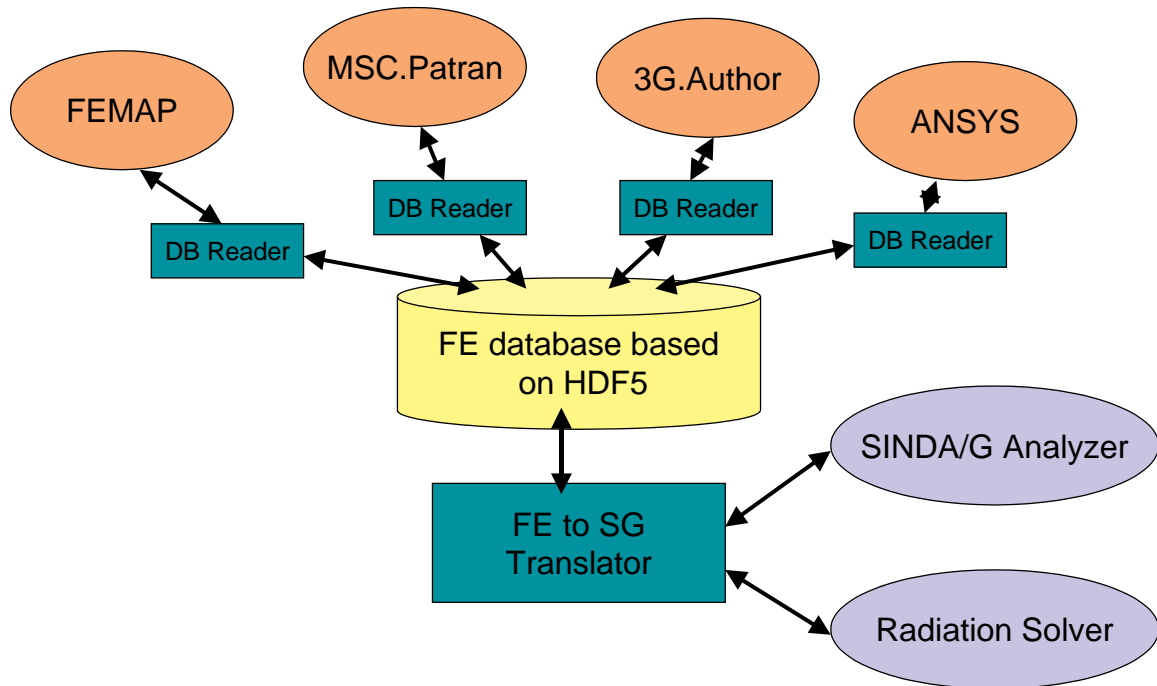 FEMAP
MSC.Patran
3G.Author
ANSYS
DB Reader
DB Reader
DB Reader
DB Reader
FE database based
on HDF5
FE to SG
Translator
SINDA/G Analyzer
Radiation Solver